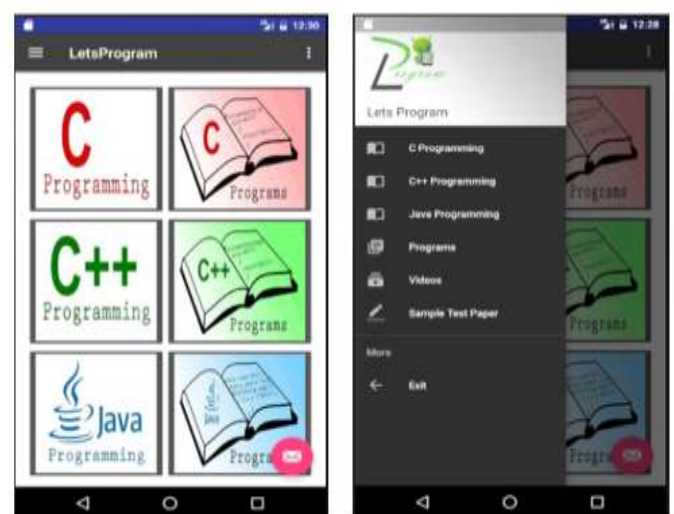 12:30
LetsProgram
C
Programming
C
Programs
C++
Programming
C++
Programs
Java
Programming
Progra
12:28
Program
Lets Program
C Programming
C++ Programming
Java Programming
Programs
Videos
Sample Test Paper
More
Exit
Programs
Programs
Progra